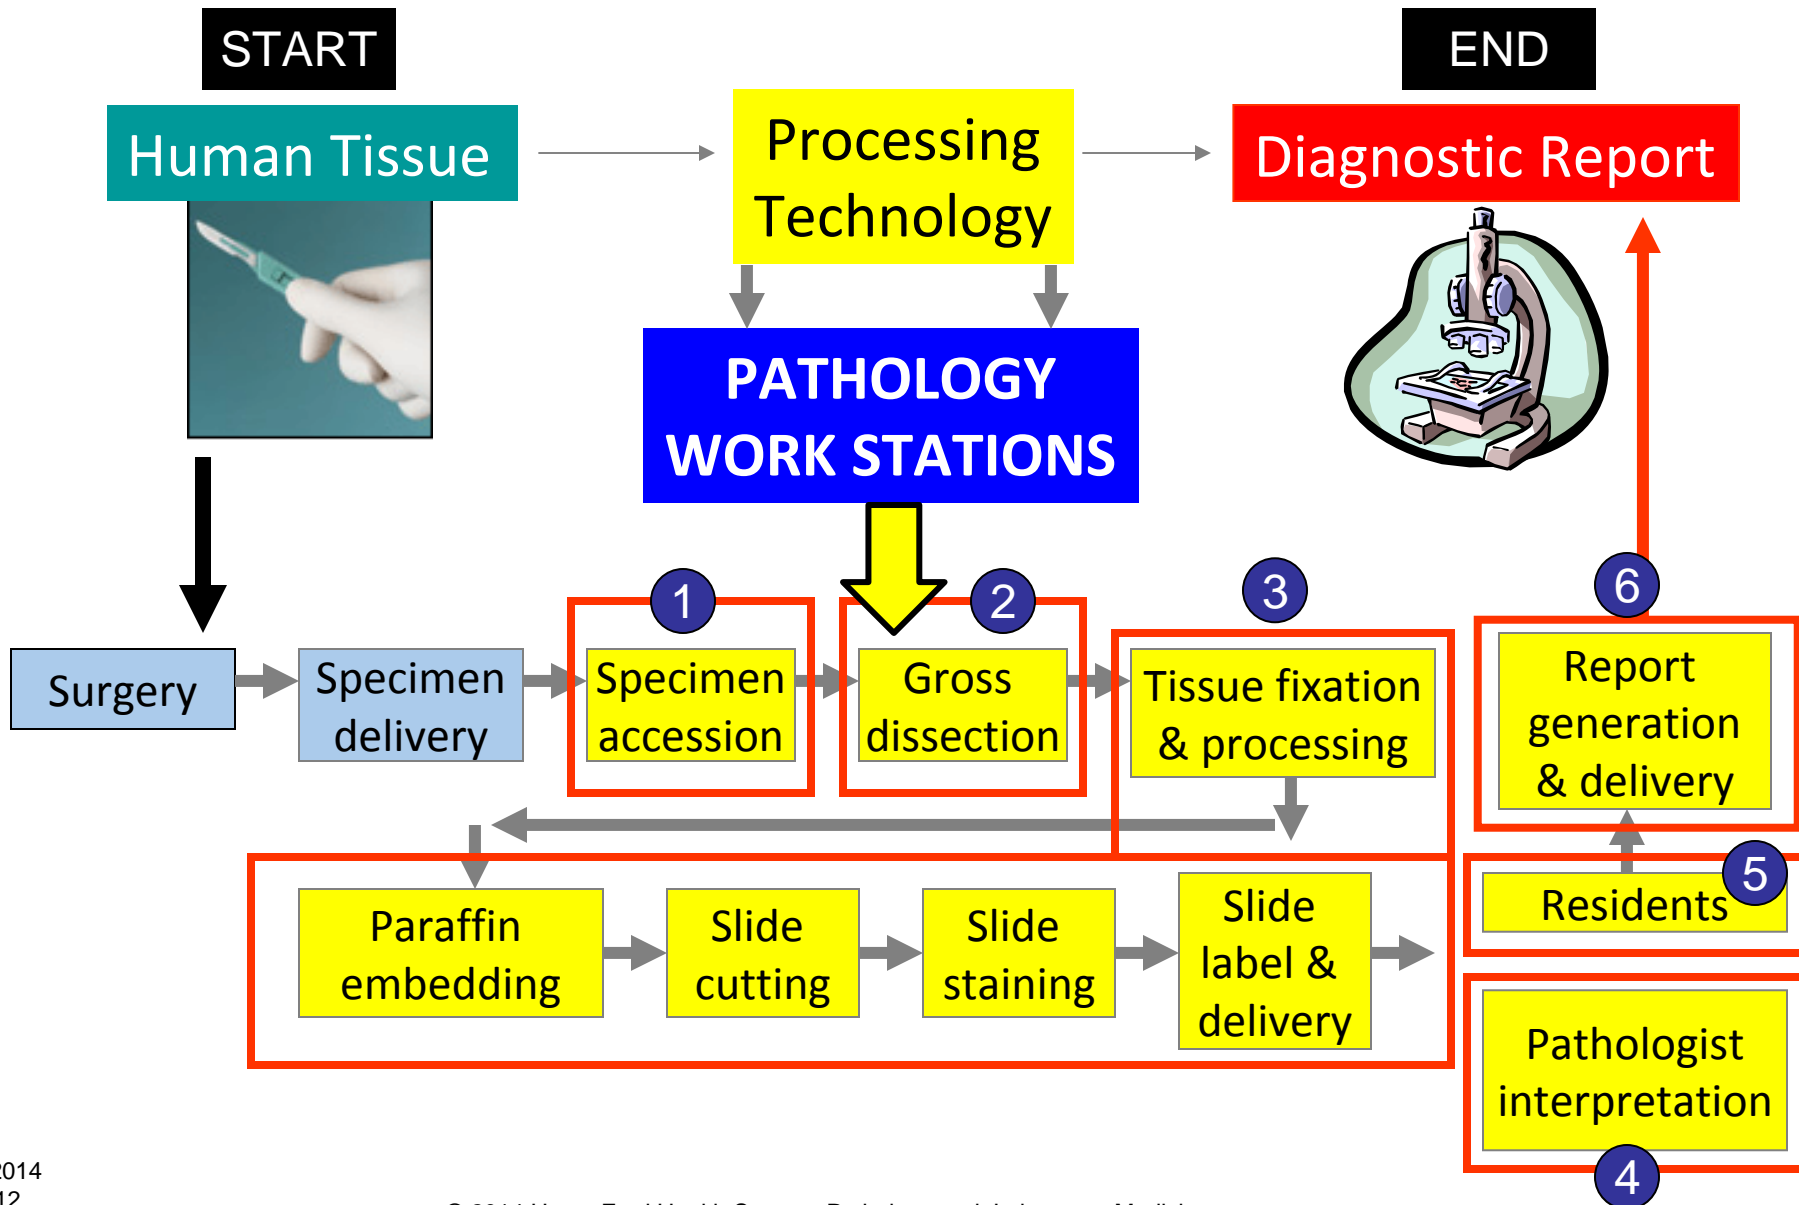 START
END
Human Tissue
Processing
Technology
Diagnostic Report
PATHOLOGY
WORK STATIONS
1
2
3
6
Surgery
Specimen
delivery
Specimen
accession
Gross
dissection
Tissue fixation
& processing
Report
generation
& delivery
5
Residents
Paraffin
embedding
Slide
cutting
Slide
staining
Slide
label &
delivery
Pathologist
interpretation
4
2014
12